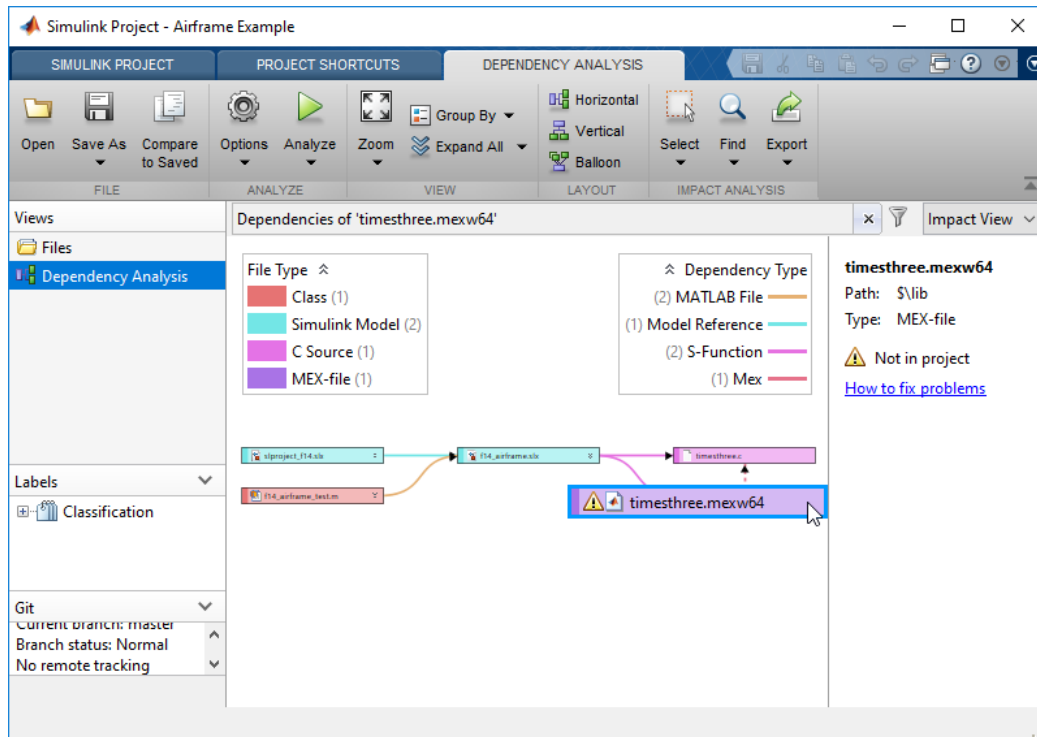 Simulink Project - Airframe Example
SIMULINK PROJECT
PROJECT SHORTCUTS
DEPENDENCY ANALYSIS
Open
Save As
Compare
to Saved
Options
Analyze
Zoom
Group By
Expand All
Horizontal
Vertical
Balloon
Select
Find
Export
FILE
ANALYZE
VIEW
LAYOUT
IMPACT ANALYSIS
Views
Files
Dependency Analysis
Dependencies of 'timesthree.mexw64'
Impact View
File Type
Class (1)
Simulink Model (2)
C Source (1)
MEX-file (1)
Dependency Type
(2) MATLAB File
(1) Model Reference
(2) S-Function
(1) Mex
timesthree.mexw64
Path: $\lib
Type: MEX-file
Not in project
How to fix problems
slproject_f14.slx
f14_airframe.slx
timesthree.c
f14_airframe_test.m
timesthree.mexw64
Labels
Classification
Git
Current branch: master
Branch status: Normal
No remote tracking